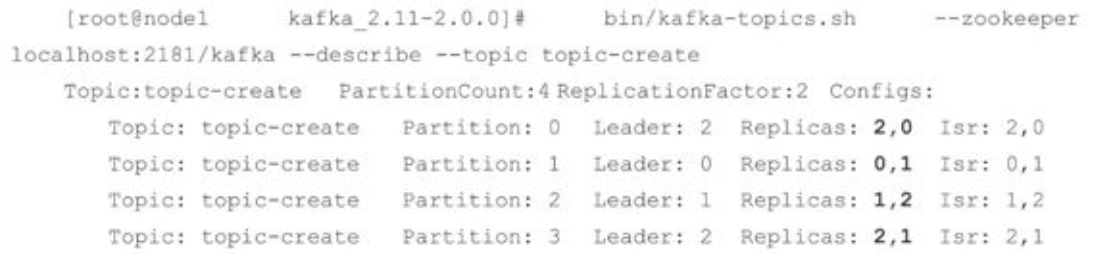 [root@node1 kafka_2.11-2.0.0]# bin/kafka-topics.sh --zookeeper
localhost:2181/kafka --describe --topic topic-create
Topic:topic-create PartitionCount:4 ReplicationFactor:2 Configs:
Topic: topic-create Partition: 0 Leader: 2 Replicas: 2,0 Isr: 2,0
Topic: topic-create Partition: 1 Leader: 0 Replicas: 0,1 Isr: 0,1
Topic: topic-create Partition: 2 Leader: 1 Replicas: 1,2 Isr: 1,2
Topic: topic-create Partition: 3 Leader: 2 Replicas: 2,1 Isr: 2,1